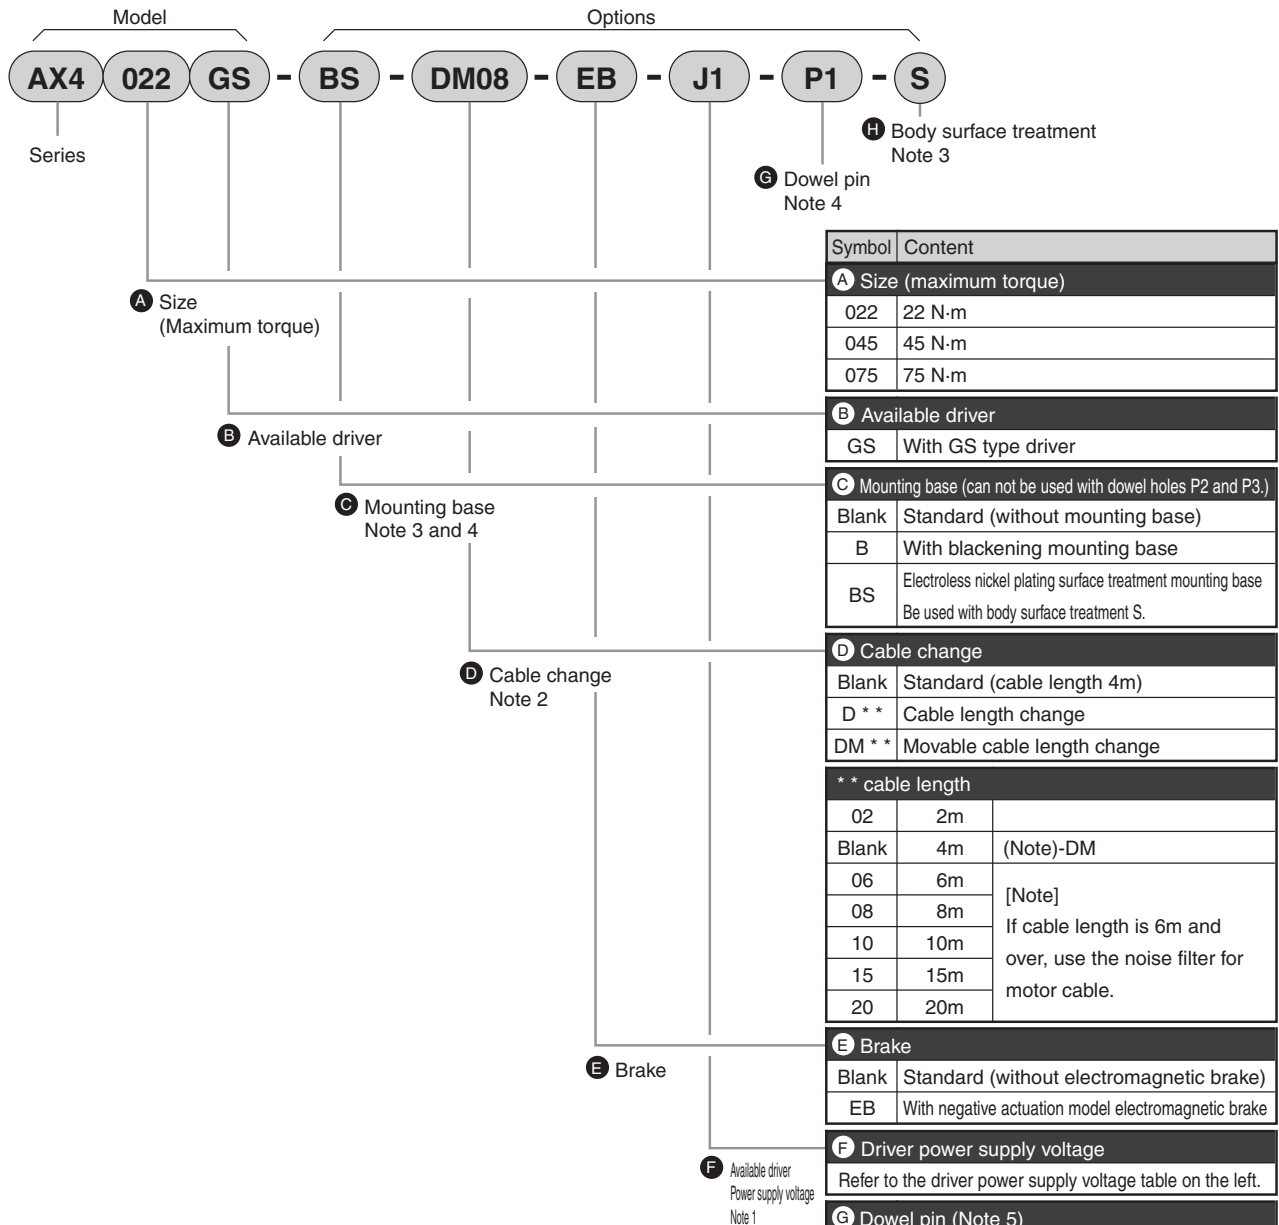 Model
Options
AX4 022 GS - BS - DM08 - EB - J1 - P1 - S
Series
H Body surface treatment
Note 3
G Dowel pin
Note 4
A Size
(Maximum torque)
B Available driver
C Mounting base
Note 3 and 4
D Cable change
Note 2
E Brake
F Available driver
Power supply voltage
Note 1
Symbol Content
A Size (maximum torque)
022 22 N·m
045 45 N·m
075 75 N·m
B Available driver
GS With GS type driver
C Mounting base (can not be used with dowel holes P2 and P3.)
Blank Standard (without mounting base)
B With blackening mounting base
BS Electroless nickel plating surface treatment mounting base
Be used with body surface treatment S.
D Cable change
Blank Standard (cable length 4m)
D * * Cable length change
DM * * Movable cable length change
* * cable length
02 2m
Blank 4m (Note)-DM
06 6m
08 8m
10 10m
15 15m
20 20m
[Note]
If cable length is 6m and
over, use the noise filter for
motor cable.
E Brake
Blank Standard (without electromagnetic brake)
EB With negative actuation model electromagnetic brake
F Driver power supply voltage
Refer to the driver power supply voltage table on the left.
G Dowel pin (Note 5)